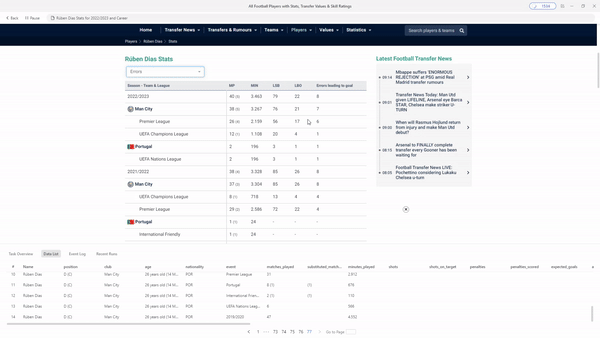 All Football Players with Stats, Transfer Values & Skill Ratings
Back Pause Rúben Dias Stats for 2022/2023 and Career
Home Transfer News Transfers & Rumours Teams Players Values Statistics Search players & teams
Players Rúben Dias Stats
Rúben Dias Stats
Errors
Season - Team & League MP MIN LSB LBO Errors leading to goal
2022/2023 40 (3) 3.463 79 22 8
Man City 38 (3) 3.267 76 21 7
Premier League 26 (4) 2.159 56 17 6
UEFA Champions League 12 (1) 1.108 20 4 1
Portugal 2 196 3 1 1
UEFA Nations League 2 196 3 1 1
2021/2022 38 (4) 3.328 85 26 8
Man City 37 (3) 3.304 85 26 8
UEFA Champions League 8 (1) 718 13 4 4
Premier League 29 (2) 2.586 72 22 4
Portugal 1 (1) 24 - - -
International Friendly 1 (1) 24 - - -
Latest Football Transfer News
09:14 Mbappe suffers 'ENORMOUS REJECTION' at PSG amid Real Madrid transfer rumours
09:01 Transfer News Today: Man Utd given LIFELINE, Arsenal eye Barca STAR, Chelsea make striker U-TURN
09:00 When will Rasmus Hojlund return from injury and make Man Utd debut?
08:15 Arsenal to FINALLY complete transfer every Gooner has been waiting for
08:05 Football Transfer News LIVE: Pochettino considering Lukaku Chelsea u-turn
Task Overview Data List Event Log Recent Runs
# Name position club age nationality event matches_played substituted_match... minutes_played shots shots_on_target penalties penalties_scored expected_goals
10 Rúben Dias D (C) Man City 26 years old (14 M... POR Premier League 31 2,912
11 Rúben Dias D (C) Man City 26 years old (14 M... POR Portugal 8 (1) (1) 878
12 Rúben Dias D (C) Man City 26 years old (14 M... POR International Frien... 2 (1) (1) 110
13 Rúben Dias D (C) Man City 26 years old (14 M... POR UEFA Nations Leag...
14 Rúben Dias D (C) Man City 26 years old (14 M... POR 2019/2020 47 4,502
1 ··· 73 74 75 76 77 Go to Page